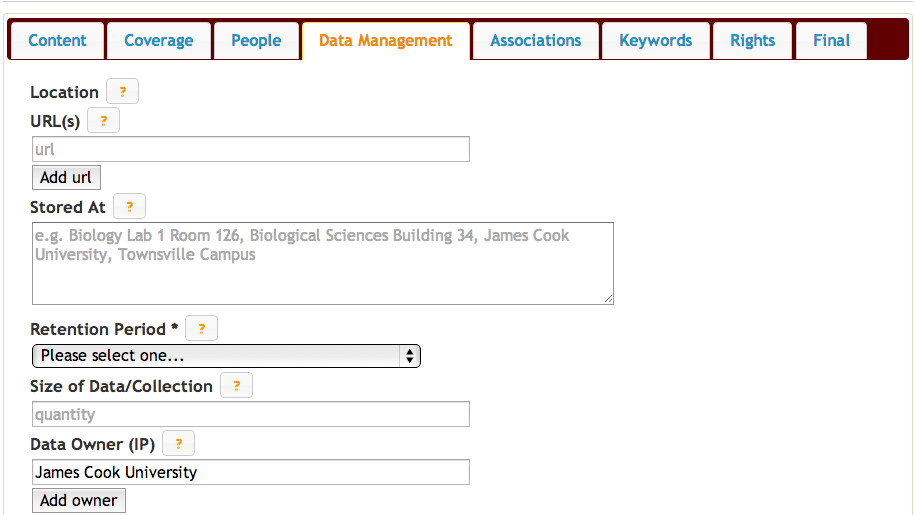 Content Coverage People Data Management Associations Keywords Rights Final
Location ?
URL(s) ?
url
Add url
Stored At ?
e.g. Biology Lab 1 Room 126, Biological Sciences Building 34, James Cook
University, Townsville Campus
Retention Period * ?
Please select one...
Size of Data/Collection ?
quantity
Data Owner (IP) ?
James Cook University
Add owner